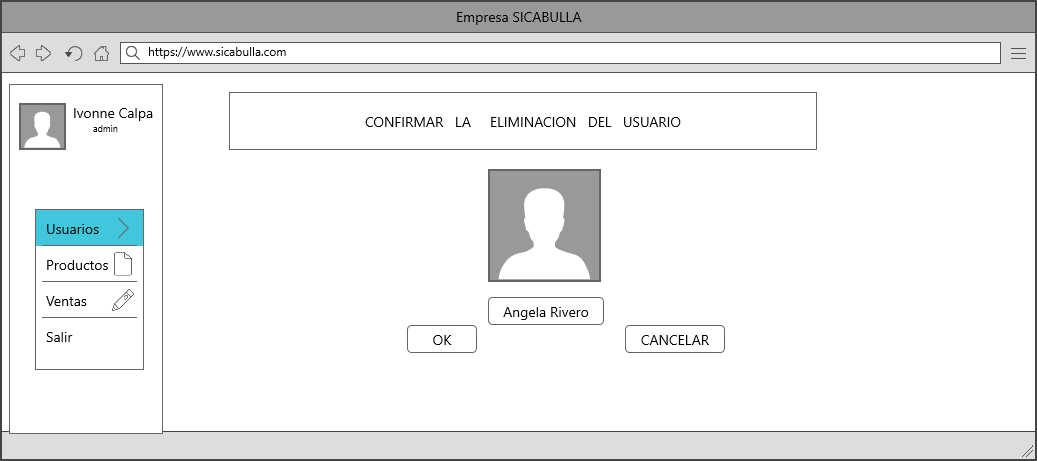 Empresa SICABULLA
https://www.sicabulla.com
Ivonne Calpa
admin
Usuarios
Productos
Ventas
Salir
CONFIRMAR LA ELIMINACION DEL USUARIO
Angela Rivero
OK
CANCELAR